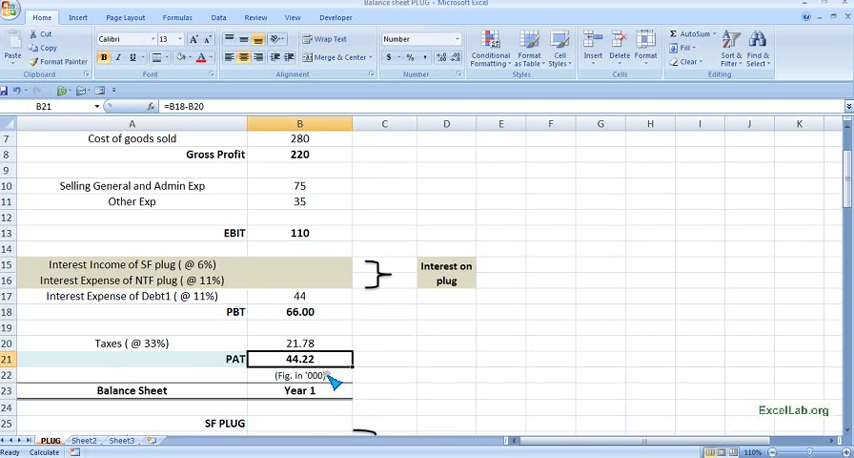 Balance sheet PLUG - Microsoft Excel
Home Insert Page Layout Formulas Data Review View Developer
Paste Cut Calibri 13 Wrap Text Number Conditional Formatting Format as Table Cell Styles Insert Delete Format AutoSum Sort & Filter Find & Select
Copy Fill
Format Painter B I U Merge & Center $ % , Clear
Clipboard Font Alignment Number Styles Cells Editing
B21 =B18-B20
A B C D E F G H I J K
7 Cost of goods sold 280
8 Gross Profit 220
9
10 Selling General and Admin Exp 75
11 Other Exp 35
12
13 EBIT 110
14
15 Interest Income of SF plug ( @ 6%) Interest on
16 Interest Expense of NTF plug ( @ 11%) plug
17 Interest Expense of Debt1 ( @ 11%) 44
18 PBT 66.00
19
20 Taxes ( @ 33%) 21.78
21 PAT 44.22
22 (Fig. in '000)
23 Balance Sheet Year 1
24
25 SF PLUG
ExcelLab.org
PLUG Sheet2 Sheet3
Ready Calculate 110%